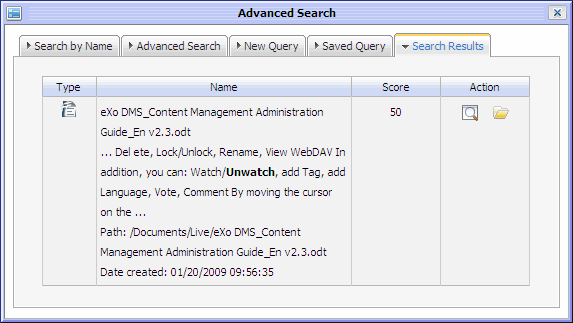 Advanced Search
Search by Name Advanced Search New Query Saved Query Search Results
Type Name Score Action
eXo DMS_Content Management Administration 50
Guide_En v2.3.odt
... Del ete, Lock/Unlock, Rename, View WebDAV In
addition, you can: Watch/Unwatch, add Tag, add
Language, Vote, Comment By moving the cursor
on the ...
Path: /Documents/Live/eXo DMS_Content
Management Administration Guide_En v2.3.odt
Date created: 01/20/2009 09:56:35